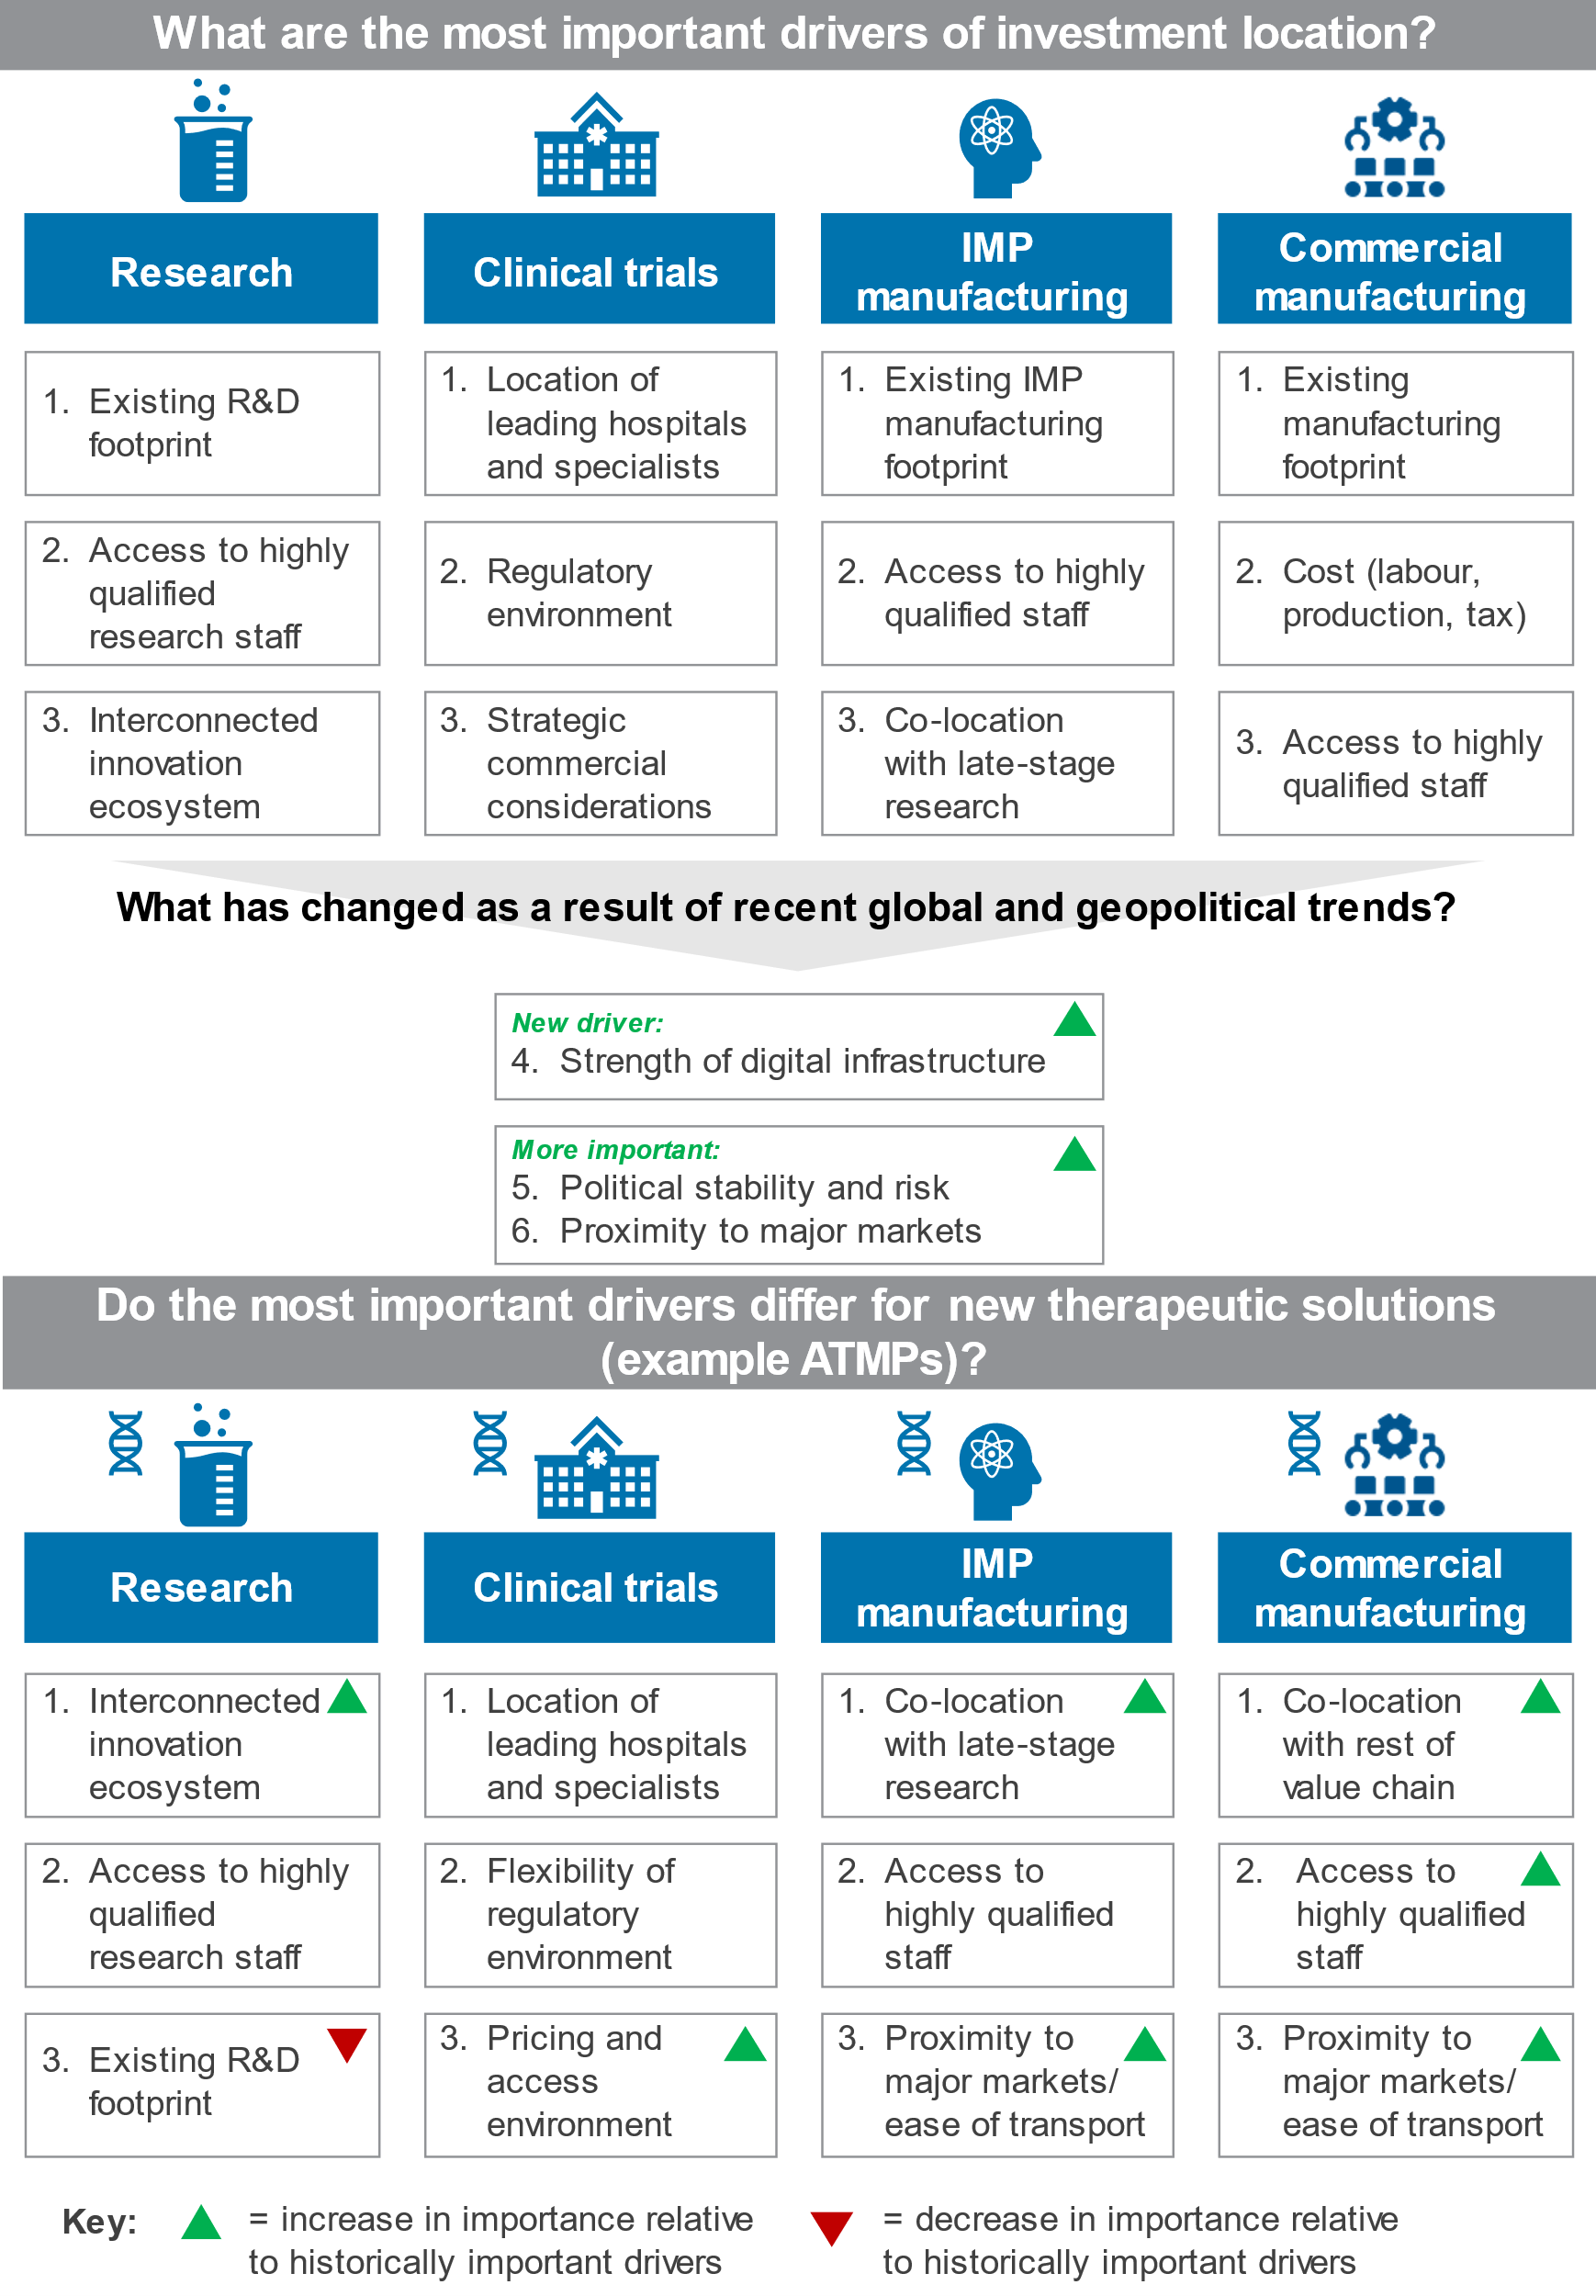 What are the most important drivers of investment location?
Research
Clinical trials
IMP
manufacturing
Commercial
manufacturing
1. Existing R&D
footprint
1. Location of
leading hospitals
and specialists
1. Existing IMP
manufacturing
footprint
1. Existing
manufacturing
footprint
2. Access to highly
qualified
research staff
2. Regulatory
environment
2. Access to highly
qualified staff
2. Cost (labour,
production, tax)
3. Interconnected
innovation
ecosystem
3. Strategic
commercial
considerations
3. Co-location
with late-stage
research
3. Access to highly
qualified staff
What has changed as a result of recent global and geopolitical trends?
New driver:
4. Strength of digital infrastructure
More important:
5. Political stability and risk
6. Proximity to major markets
Do the most important drivers differ for new therapeutic solutions
(example ATMPs)?
Research
Clinical trials
IMP
manufacturing
Commercial
manufacturing
1. Interconnected
innovation
ecosystem
1. Location of
leading hospitals
and specialists
1. Co-location
with late-stage
research
1. Co-location
with rest of
value chain
2. Access to highly
qualified
research staff
2. Flexibility of
regulatory
environment
2. Access to
highly qualified
staff
2. Access to
highly qualified
staff
3. Existing R&D
footprint
3. Pricing and
access
environment
3. Proximity to
major markets/
ease of transport
3. Proximity to
major markets/
ease of transport
Key:
= increase in importance relative
to historically important drivers
= decrease in importance relative
to historically important drivers